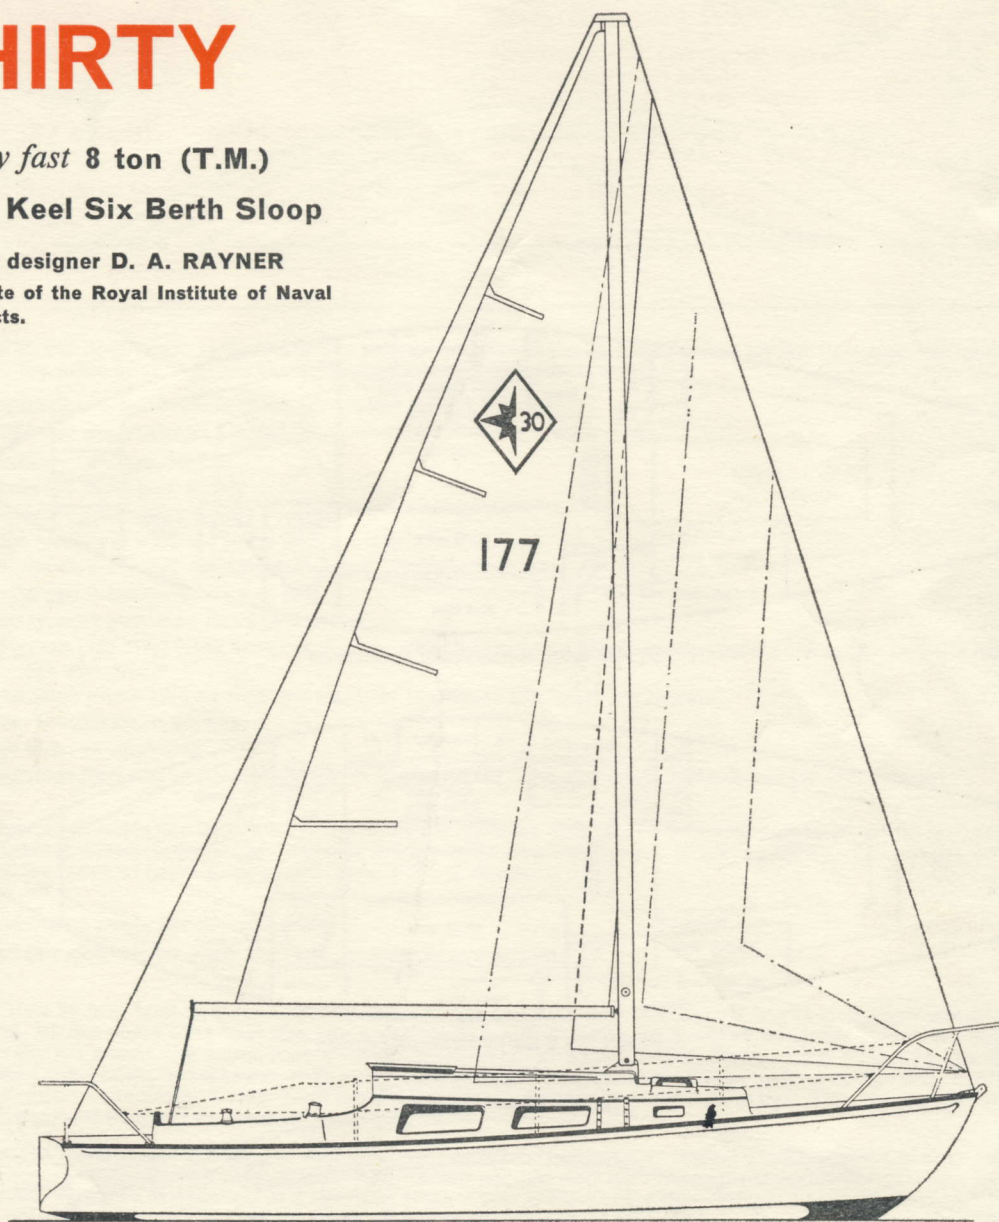 HIRTY
fast 8 ton (T.M.)
Keel Six Berth Sloop
designer D. A. RAYNER
te of the Royal Institute of Naval
cts.
30
177